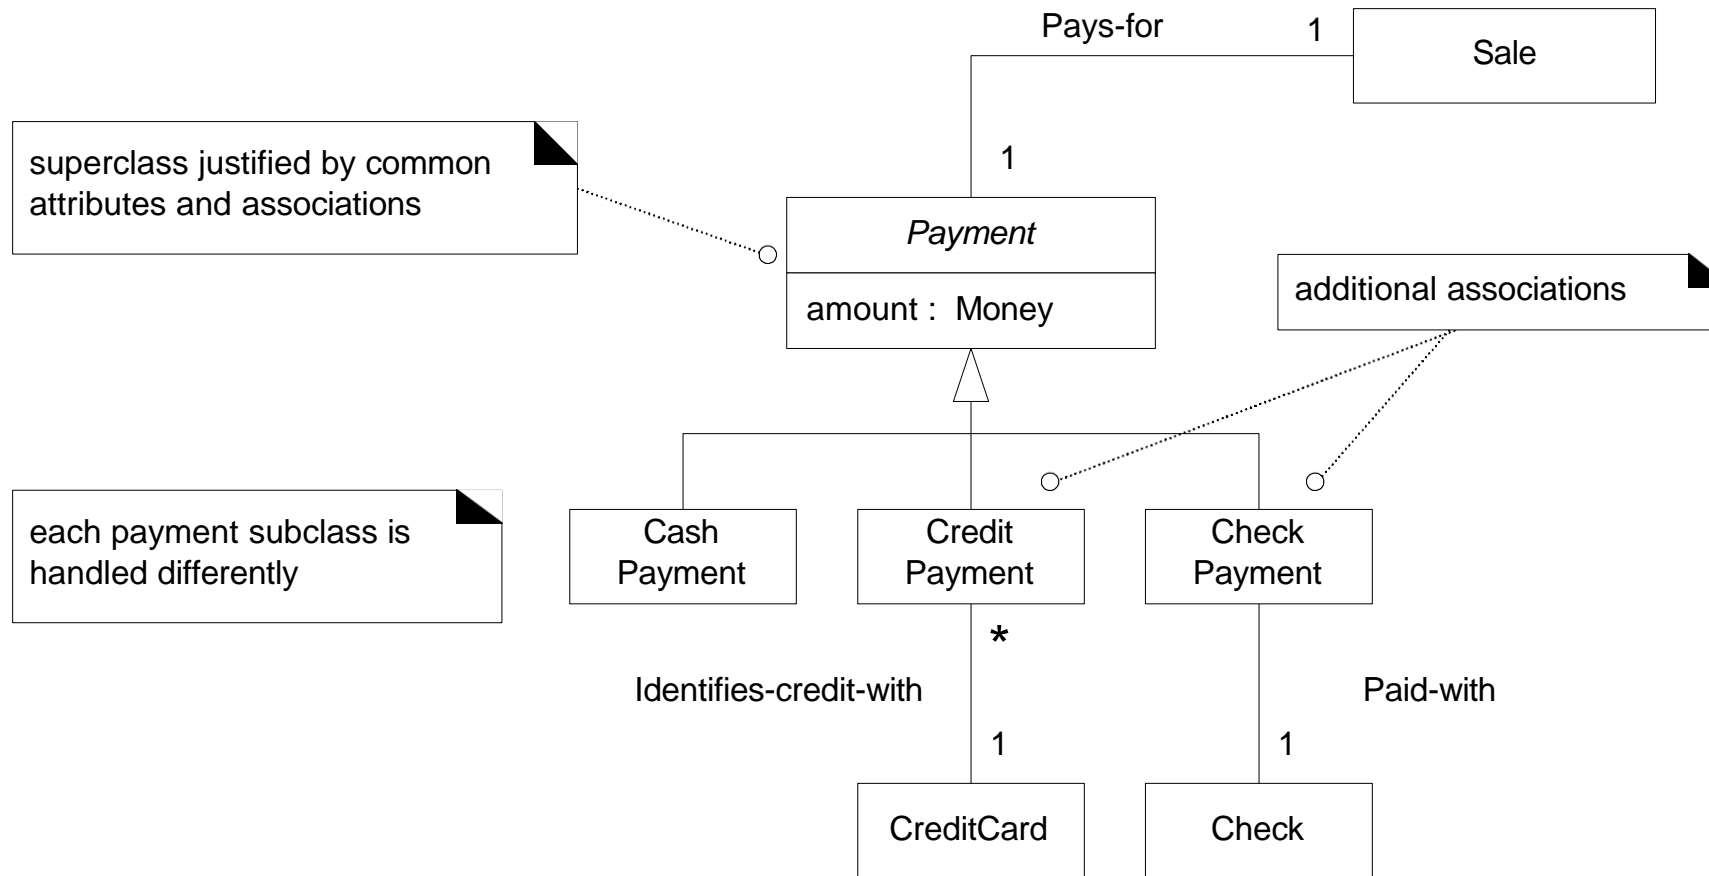 Pays-for
1
Sale
superclass justified by common
attributes and associations
1
Payment
amount : Money
additional associations
each payment subclass is
handled differently
Cash
Payment
Credit
Payment
Check
Payment
*
Identifies-credit-with
Paid-with
1
1
CreditCard
Check